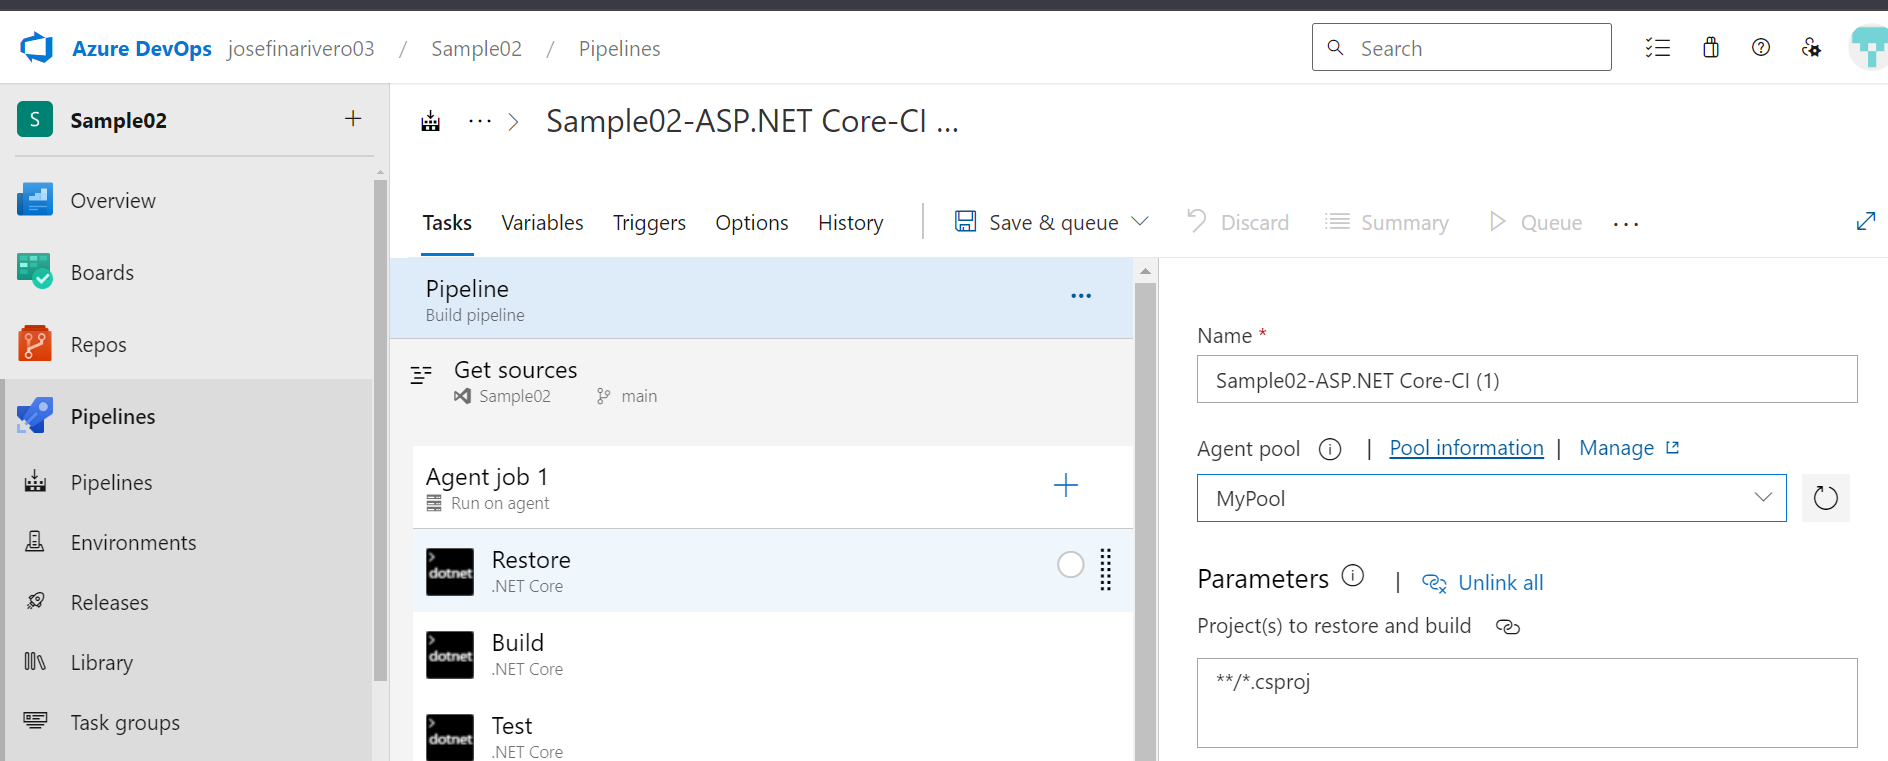 Azure DevOps josefinarivero03 / Sample02 / Pipelines Search
S Sample02 +
Sample02-ASP.NET Core-CI ...
Overview
Boards
Repos
Pipelines
Pipelines
Environments
Releases
Library
Task groups
Tasks Variables Triggers Options History Save & queue Discard Summary Queue ...
Pipeline
Build pipeline
Get sources
Sample02 main
Agent job 1
Run on agent
dotnet
Restore
.NET Core
dotnet
Build
.NET Core
dotnet
Test
.NET Core
Name *
Sample02-ASP.NET Core-CI (1)
Agent pool | Pool information | Manage
MyPool
Parameters | Unlink all
Project(s) to restore and build
**/*.csproj